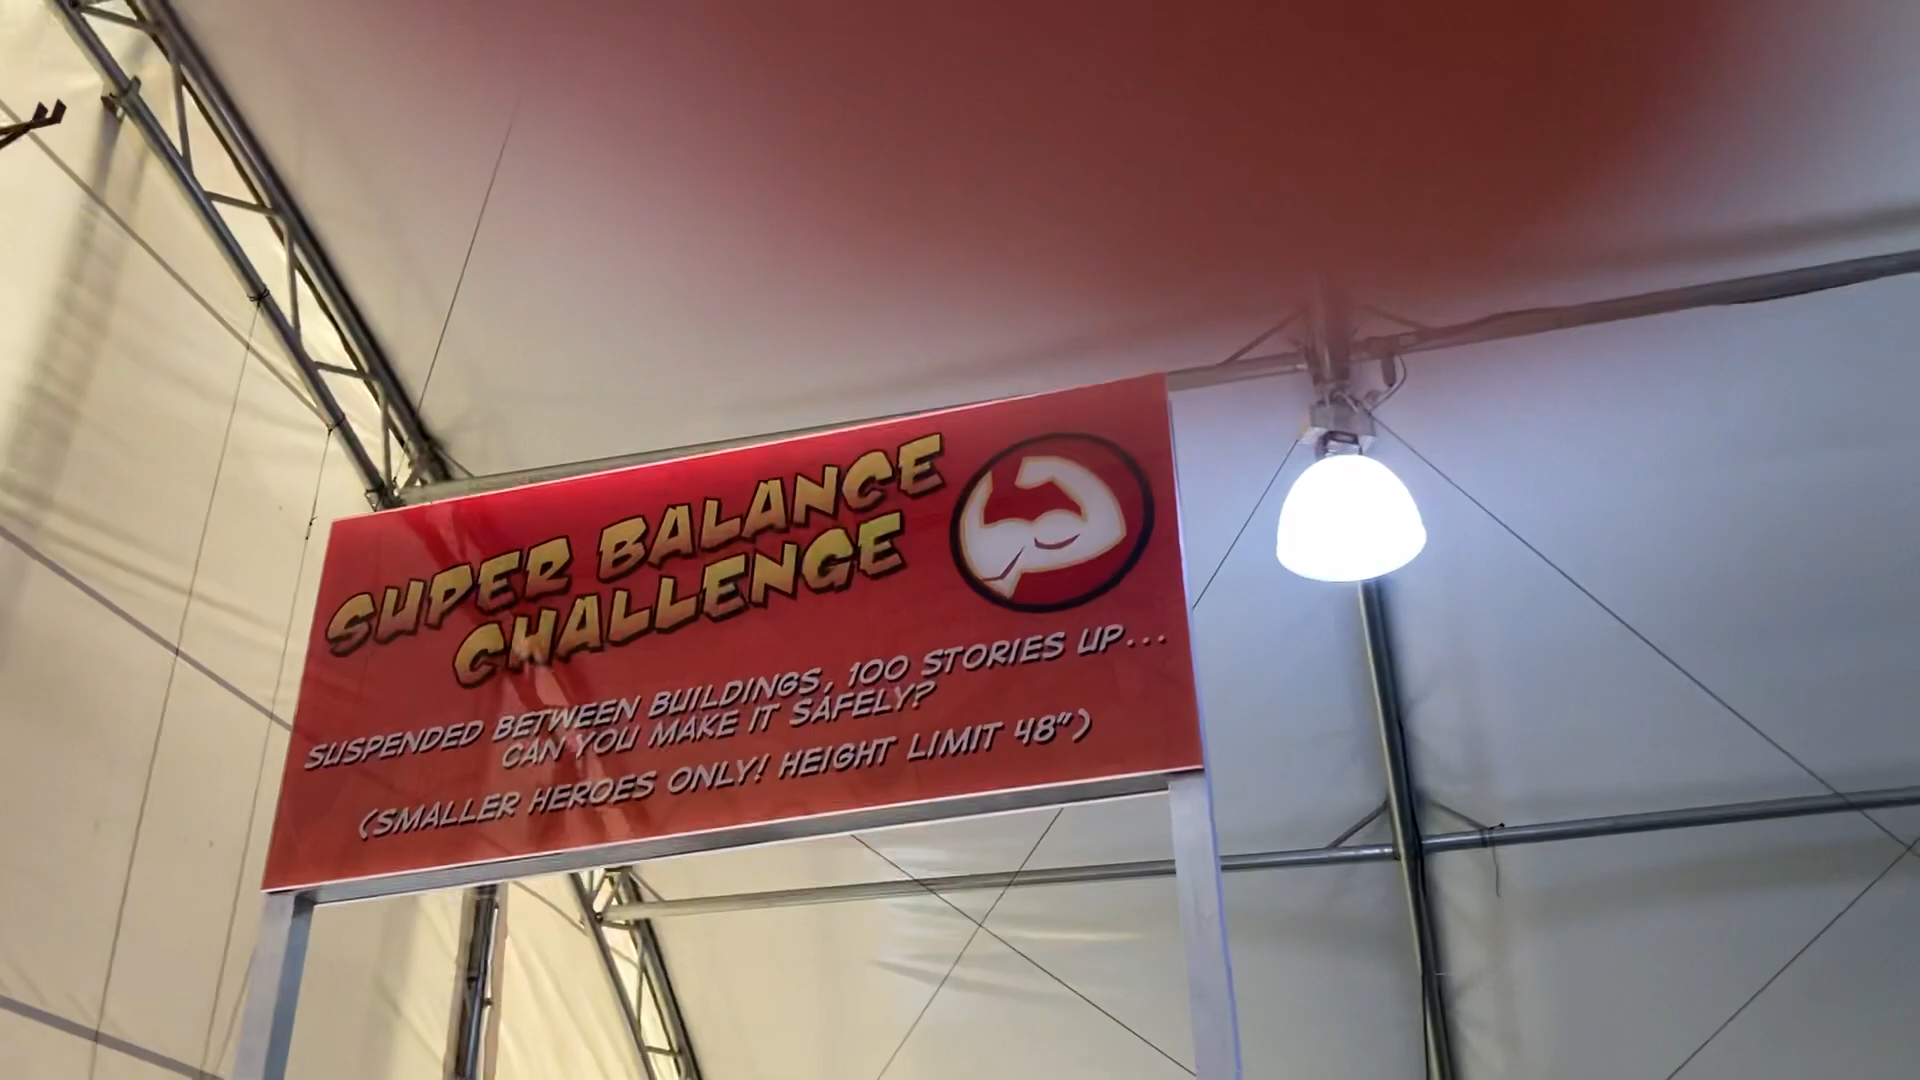 SUPER BALANCE
CHALLENGE
SUSPENDED BETWEEN BUILDINGS, 100 STORIES UP...
CAN YOU MAKE IT SAFELY?
(SMALLER HEROES ONLY! HEIGHT LIMIT 48")